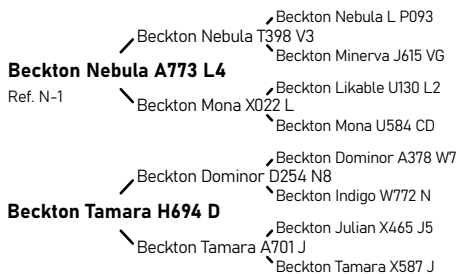 Beckton Nebula L P093
Beckton Nebula T398 V3
Beckton Minerva J615 VG
Beckton Nebula A773 L4
Ref. N-1
Beckton Likable U130 L2
Beckton Mona X022 L
Beckton Mona U584 CD
Beckton Dominor A378 W7
Beckton Dominor D254 N8
Beckton Indigo W772 N
Beckton Tamara H694 D
Beckton Julian X465 J5
Beckton Tamara A701 J
Beckton Tamara X587 J